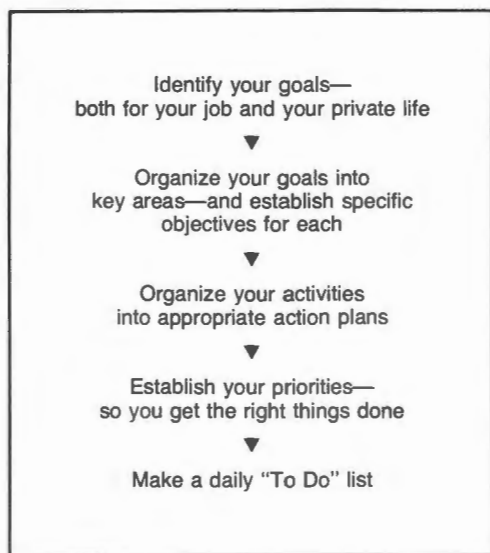 Identify your goals—
both for your job and your private life
Organize your goals into
key areas—and establish specific
objectives for each
Organize your activities
into appropriate action plans
Establish your priorities—
so you get the right things done
Make a daily "To Do" list